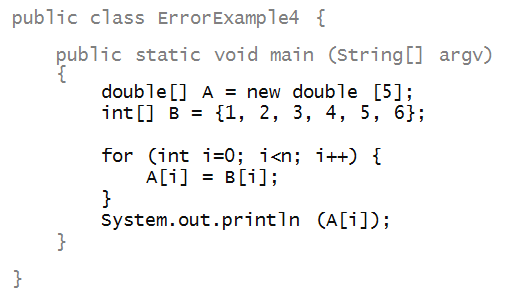 public class ErrorExample4 {
public static void main (String[] argv)
{
double[] A = new double [5];
int[] B = {1, 2, 3, 4, 5, 6};
for (int i=0; i<n; i++) {
A[i] = B[i];
}
System.out.println (A[i]);
}
}